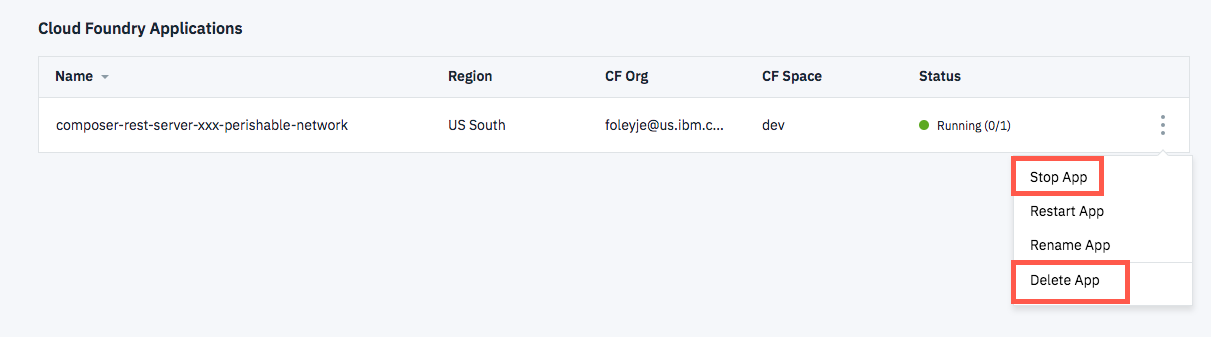 Cloud Foundry Applications
Name Region CF Org CF Space Status
composer-rest-server-xxx-perishable-network US South foleyje@us.ibm.c... dev Running (0/1)
Stop App
Restart App
Rename App
Delete App